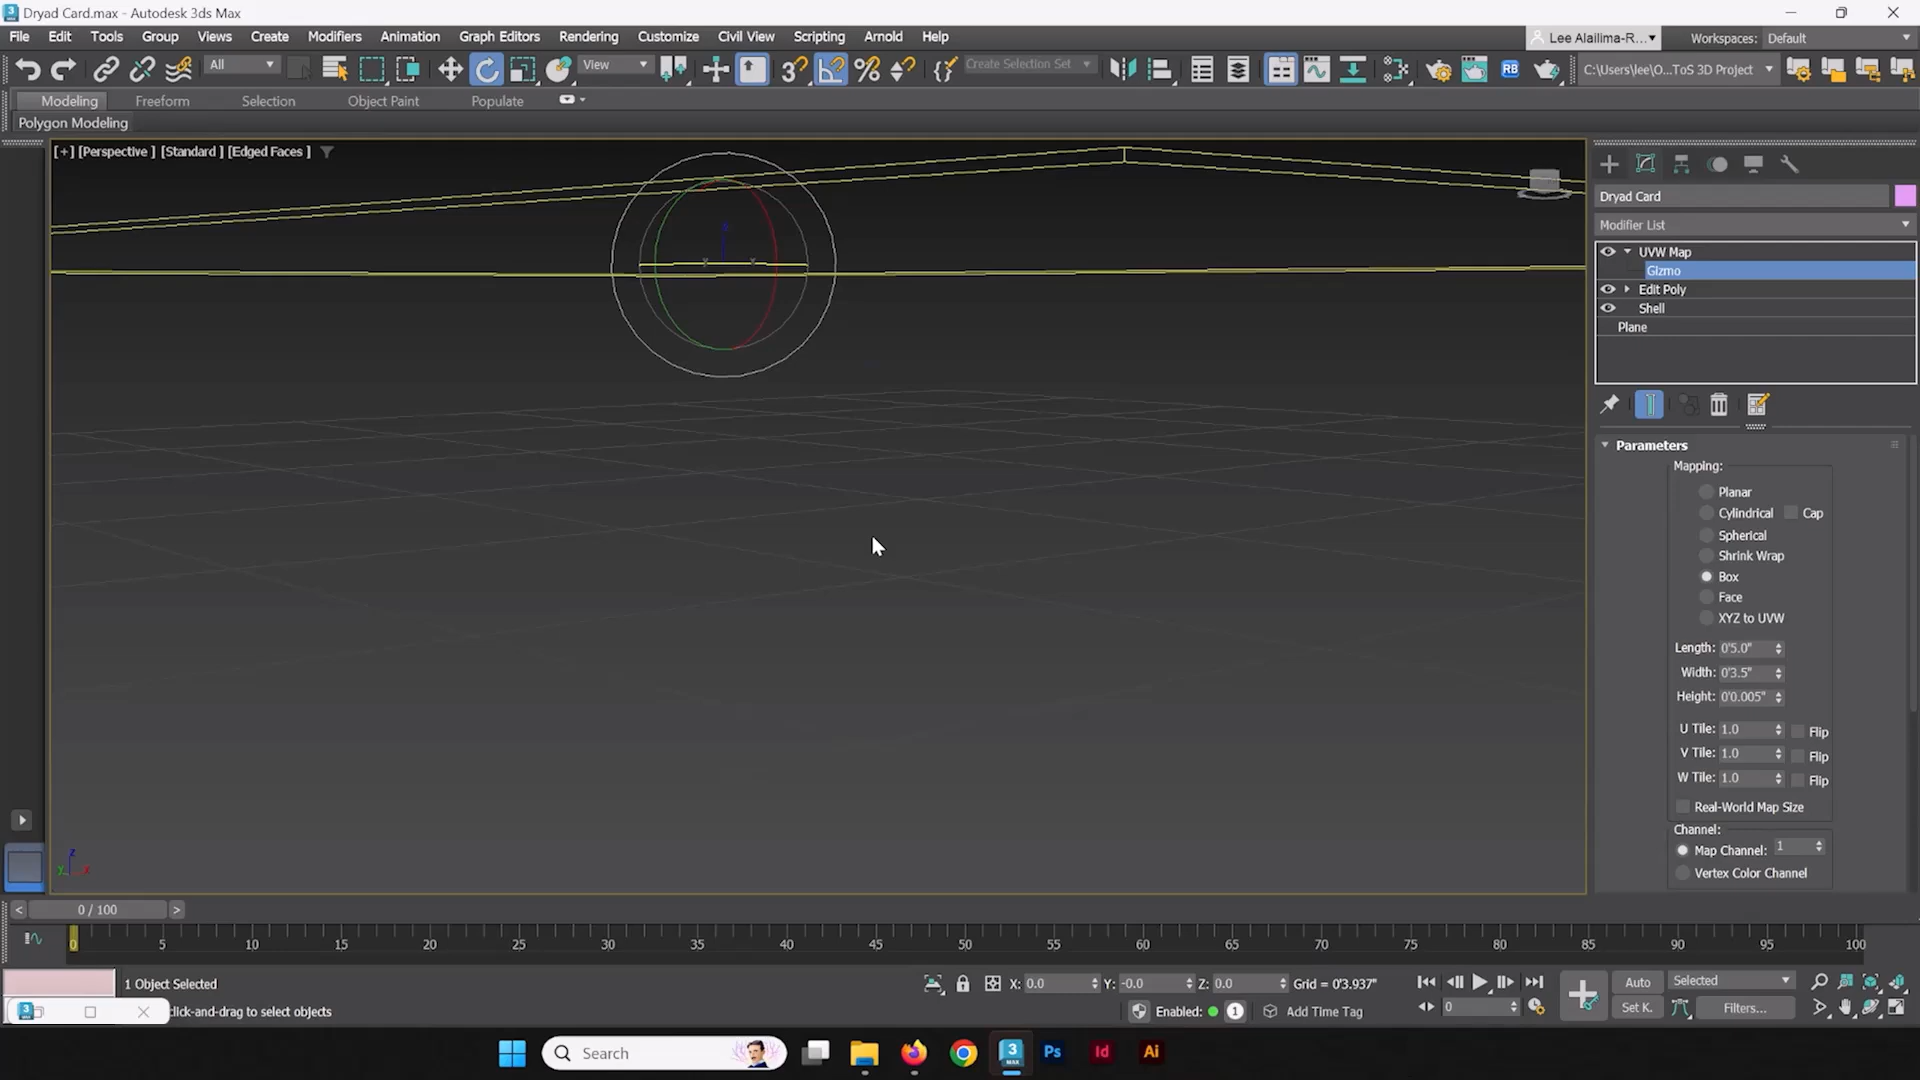 Dryad Card.max - Autodesk 3ds Max
File Edit Tools Group Views Create Modifiers Animation Graph Editors Rendering Customize Civil View Scripting Arnold Help
Lee Alailima-R... Workspaces: Default
All View Create Selection Set C:\Users\lee\O...ToS 3D Project
Modeling Freeform Selection Object Paint Populate
Polygon Modeling
[+] [Perspective ] [Standard ] [Edged Faces ]
Dryad Card
Modifier List
UVW Map
Gizmo
Edit Poly
Shell
Plane
Parameters
Mapping:
Planar
Cylindrical Cap
Spherical
Shrink Wrap
Box
Face
XYZ to UVW
Length: 0'5.0"
Width: 0'3.5"
Height: 0'0.005"
U Tile: 1.0 Flip
V Tile: 1.0 Flip
W Tile: 1.0 Flip
Real-World Map Size
Channel:
Map Channel: 1
Vertex Color Channel
z
y x
< 0 / 100 >
0 5 10 15 20 25 30 35 40 45 50 55 60 65 70 75 80 85 90 95 100
1 Object Selected X: 0.0 Y: -0.0 Z: 0.0 Grid = 0'3.937" Auto Selected
click-and-drag to select objects Enabled: 1 Add Time Tag 0 Set K. Filters...
Search 3 MAX Ps Id Ai